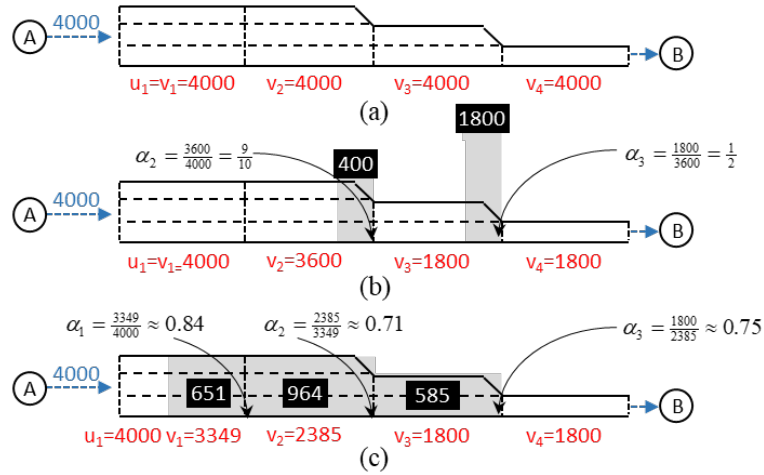 A 4000 B
u₁=v₁=4000 v₂=4000 v₃=4000 v₄=4000
(a)
1800
α₂ = 3600/4000 = 9/10 400 α₃ = 1800/3600 = 1/2
A 4000 B
u₁=v₁₌4000 v₂=3600 v₃=1800 v₄=1800
(b)
α₁ = 3349/4000 ≈ 0.84 α₂ = 2385/3349 ≈ 0.71 α₃ = 1800/2385 ≈ 0.75
A 4000 651 964 585 B
u₁=4000 v₁=3349 v₂=2385 v₃=1800 v₄=1800
(c)